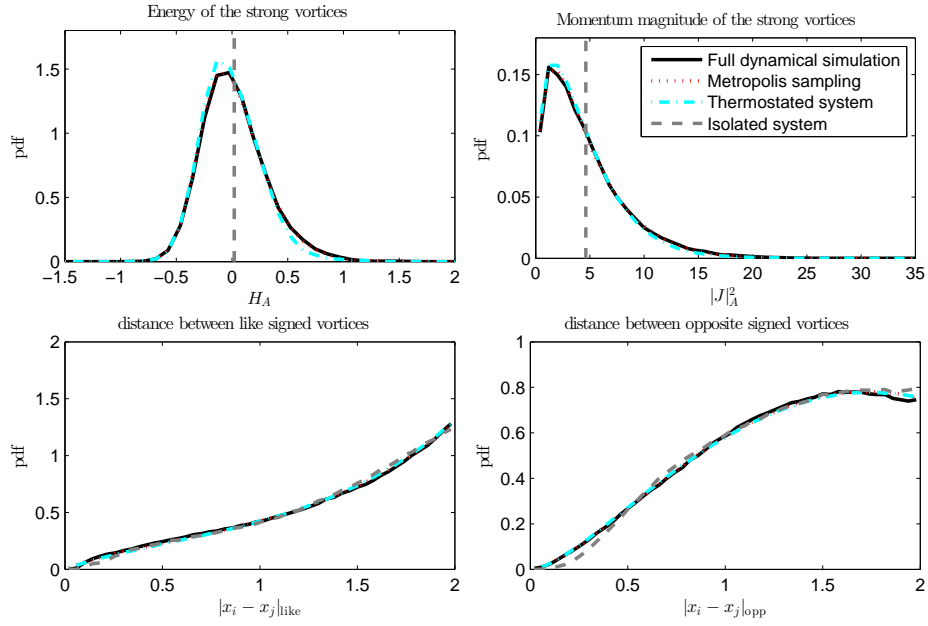 Energy of the strong vortices
pdf
1.5
1
0.5
0
−1.5 −1 −0.5 0 0.5 1 1.5 2
H_A
Momentum magnitude of the strong vortices
pdf
0.15
0.1
0.05
0
0 5 10 15 20 25 30 35
|J|²_A
Full dynamical simulation
Metropolis sampling
Thermostated system
Isolated system
distance between like signed vortices
pdf
2
1.5
1
0.5
0
0 0.5 1 1.5 2
|x_i − x_j|_like
distance between opposite signed vortices
pdf
1
0.8
0.6
0.4
0.2
0
0 0.5 1 1.5 2
|x_i − x_j|_opp